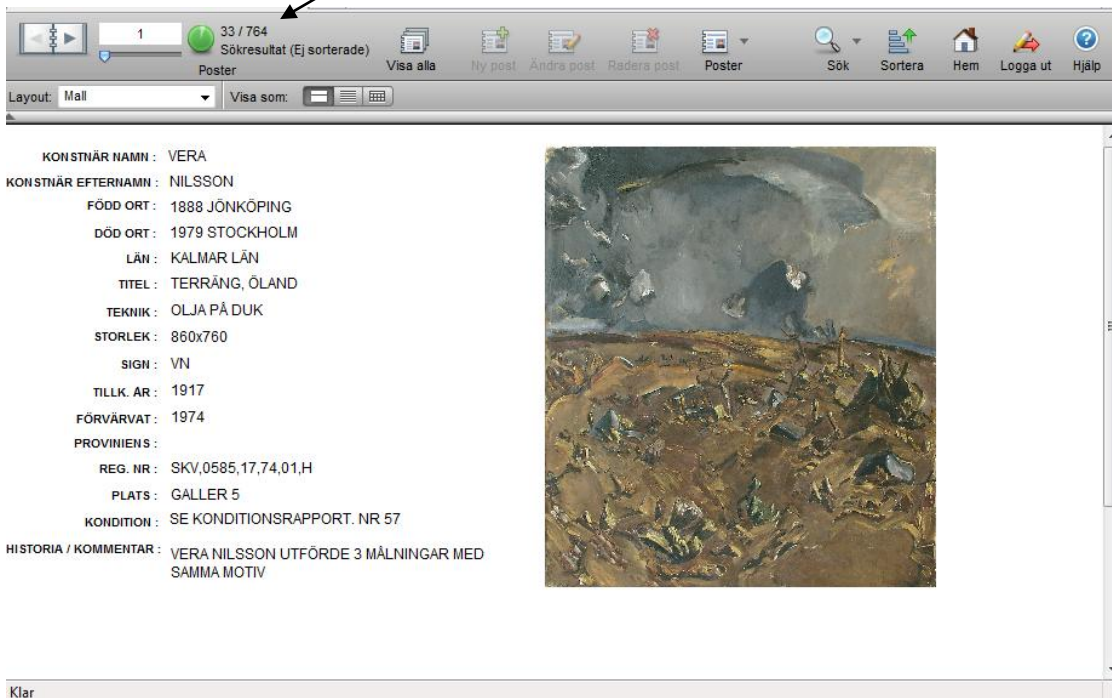 1
33 / 764
Sökresultat (Ej sorterade)
Poster
Visa alla
Ny post
Ändra post
Radera post
Poster
Sök
Sortera
Hem
Logga ut
Hjälp
Layout: Mall
Visa som:
KONSTNÄR NAMN : VERA
KONSTNÄR EFTERNAMN : NILSSON
FÖDD ORT : 1888 JÖNKÖPING
DÖD ORT : 1979 STOCKHOLM
LÄN : KALMAR LÄN
TITEL : TERRÄNG, ÖLAND
TEKNIK : OLJA PÅ DUK
STORLEK : 860x760
SIGN : VN
TILLK. ÅR : 1917
FÖRVÄRVAT : 1974
PROVINIENS :
REG. NR : SKV,0585,17,74,01,H
PLATS : GALLER 5
KONDITION : SE KONDITIONSRAPPORT. NR 57
HISTORIA / KOMMENTAR : VERA NILSSON UTFÖRDE 3 MÅLNINGAR MED
SAMMA MOTIV
Klar